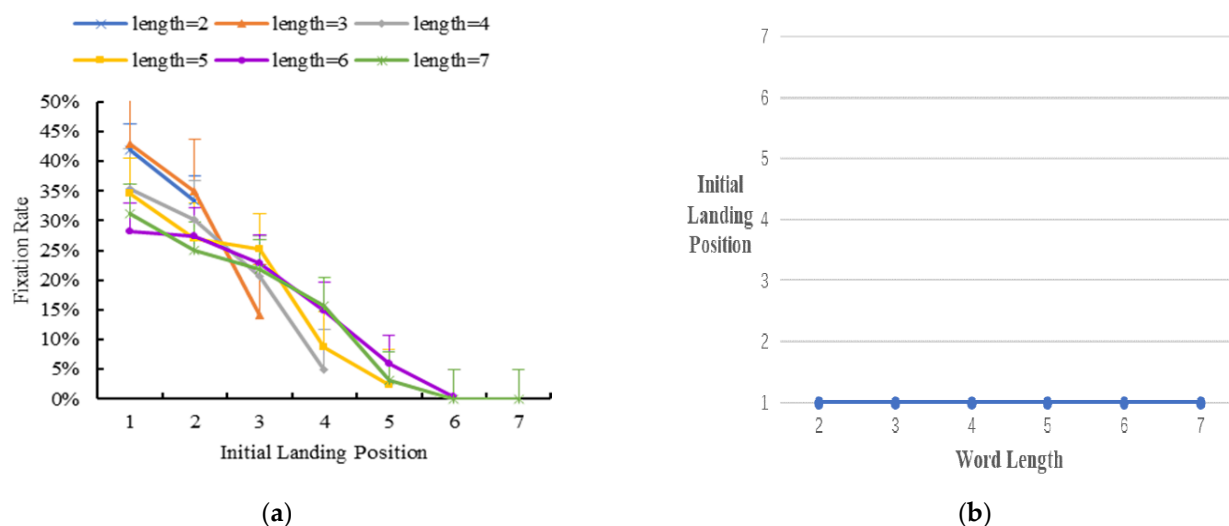 length=2 length=3 length=4
length=5 length=6 length=7
50%
45%
40%
35%
30%
25%
20%
15%
10%
5%
0%
Fixation Rate
1 2 3 4 5 6 7
Initial Landing Position
(a)
7
6
5
4
3
2
1
Initial
Landing
Position
2 3 4 5 6 7
Word Length
(b)